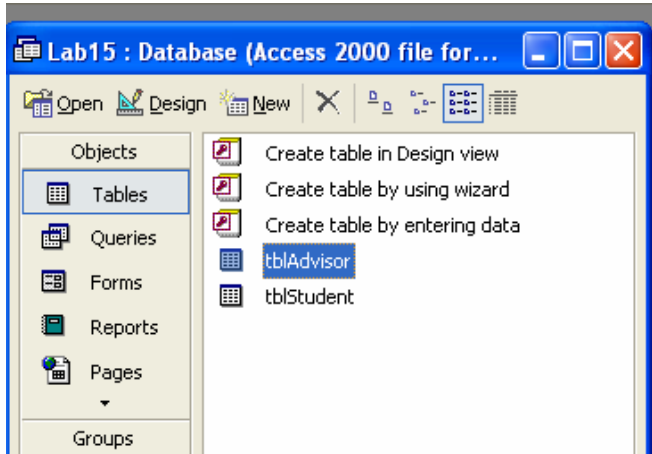 Lab15 : Database (Access 2000 file for...
Open Design New
Objects
Tables
Queries
Forms
Reports
Pages
Groups
Create table in Design view
Create table by using wizard
Create table by entering data
tblAdvisor
tblStudent